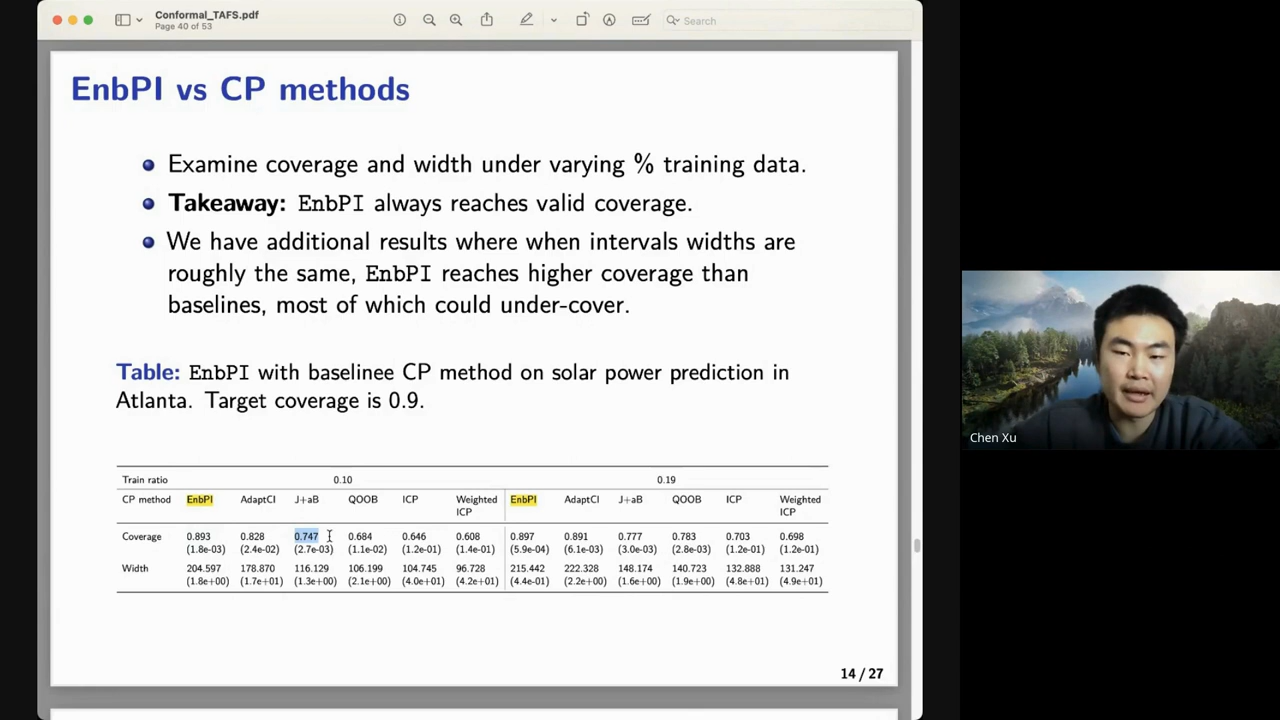 Conformal_TAFS.pdf
Page 40 of 53
Search
EnbPI vs CP methods
Examine coverage and width under varying % training data.
Takeaway: EnbPI always reaches valid coverage.
We have additional results where when intervals widths are
roughly the same, EnbPI reaches higher coverage than
baselines, most of which could under-cover.
Table: EnbPI with baselinee CP method on solar power prediction in
Atlanta. Target coverage is 0.9.
Train ratio 0.10 0.19
CP method EnbPI AdaptCI J+aB QOOB ICP Weighted ICP EnbPI AdaptCI J+aB QOOB ICP Weighted ICP
Coverage 0.893 0.828 0.747 0.684 0.646 0.608 0.897 0.891 0.777 0.783 0.703 0.698
(1.8e-03) (2.4e-02) (2.7e-03) (1.1e-02) (1.2e-01) (1.4e-01) (5.9e-04) (6.1e-03) (3.0e-03) (2.8e-03) (1.2e-01) (1.2e-01)
Width 204.597 178.870 116.129 106.199 104.745 96.728 215.442 222.328 148.174 140.723 132.888 131.247
(1.8e+00) (1.7e+01) (1.3e+00) (2.1e+00) (4.0e+01) (4.2e+01) (4.4e-01) (2.2e+00) (1.6e+00) (1.9e+00) (4.8e+01) (4.9e+01)
14 / 27
Chen Xu